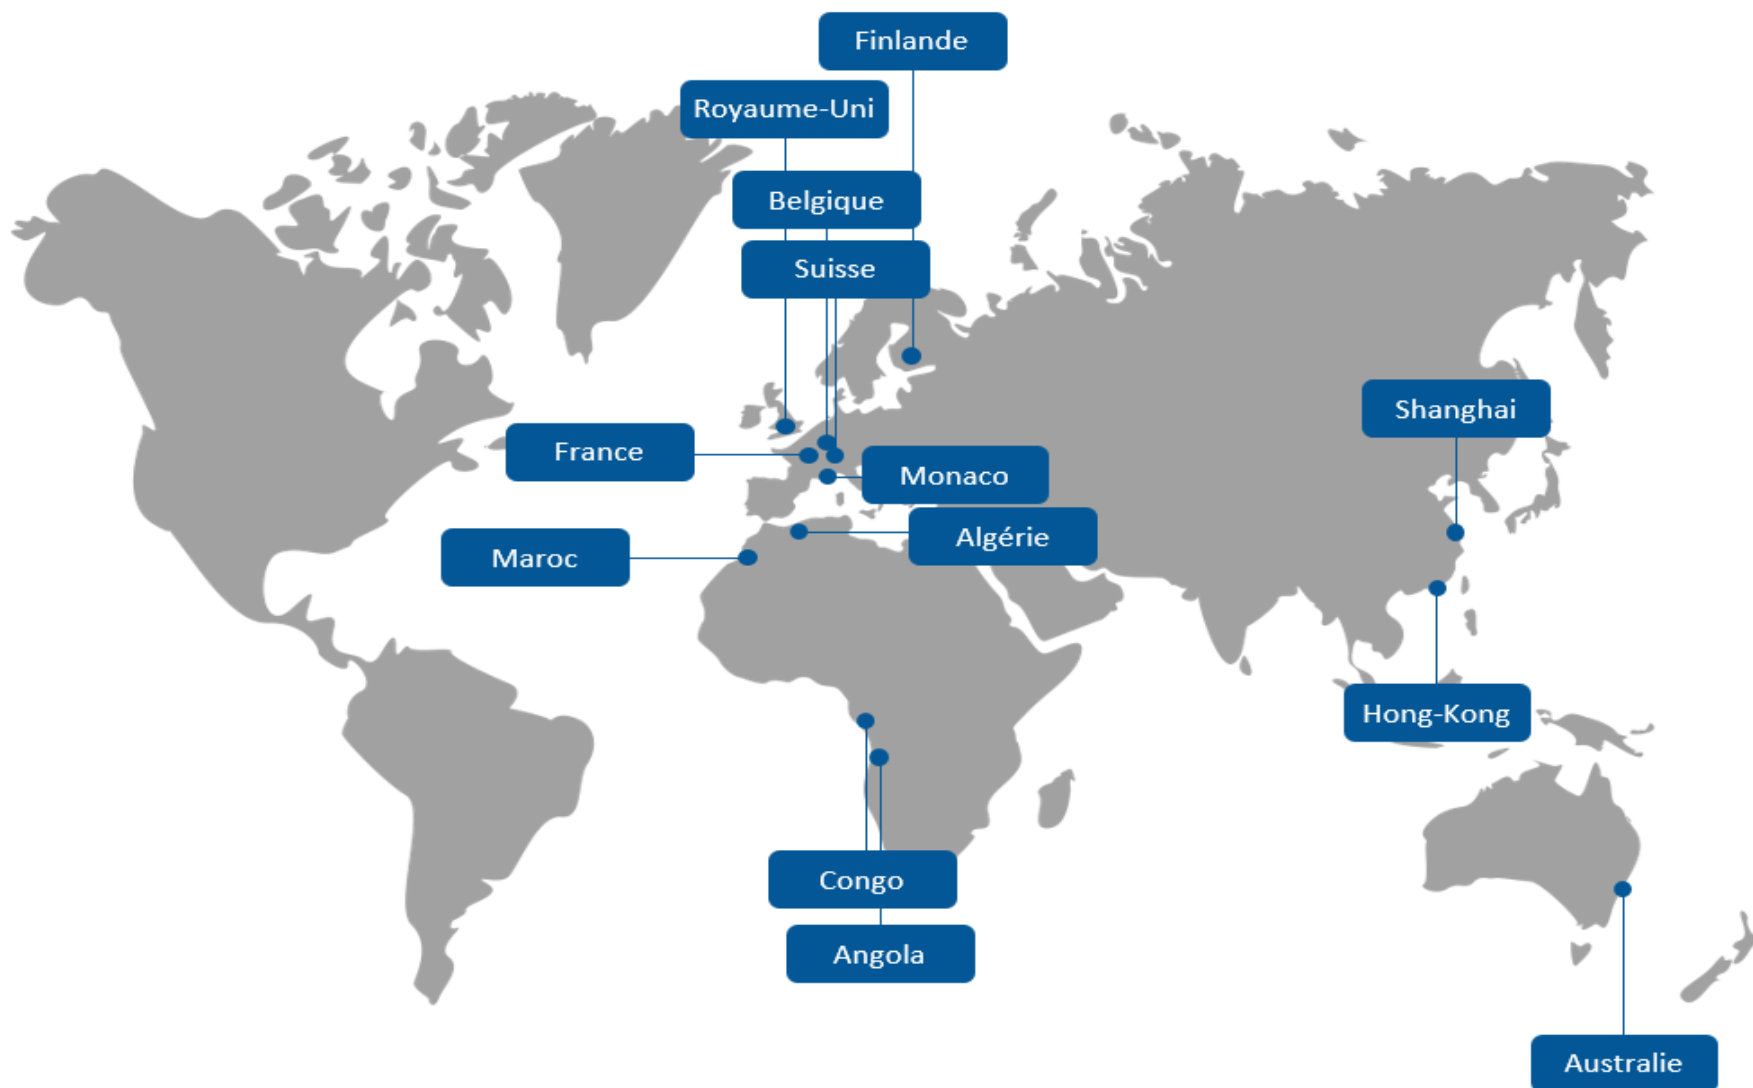 Finlande
Royaume-Uni
Belgique
Suisse
Shanghai
France
Monaco
Algérie
Maroc
Hong-Kong
Congo
Angola
Australie